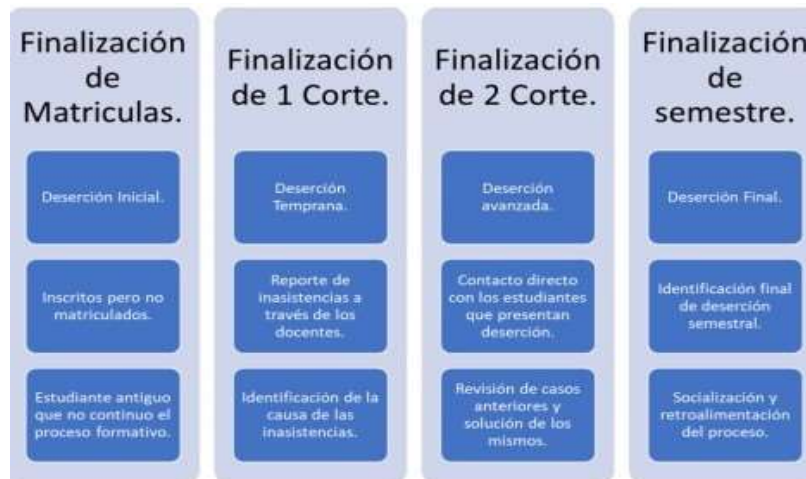 Finalización
de
Matriculas.
Deserción Inicial.
Inscritos pero no
matriculados.
Estudiante antiguo
que no continuo el
proceso formativo.
Finalización
de 1 Corte.
Deserción
Temprana.
Reporte de
inasistencias a
través de los
docentes.
Identificación de la
causa de las
inasistencias.
Finalización
de 2 Corte.
Deserción
avanzada.
Contacto directo
con los estudiantes
que presentan
deserción.
Revisión de casos
anteriores y
solución de los
mismos.
Finalización
de
semestre.
Deserción Final.
Identificación final
de deserción
semestral.
Socialización y
retroalimentación
del proceso.